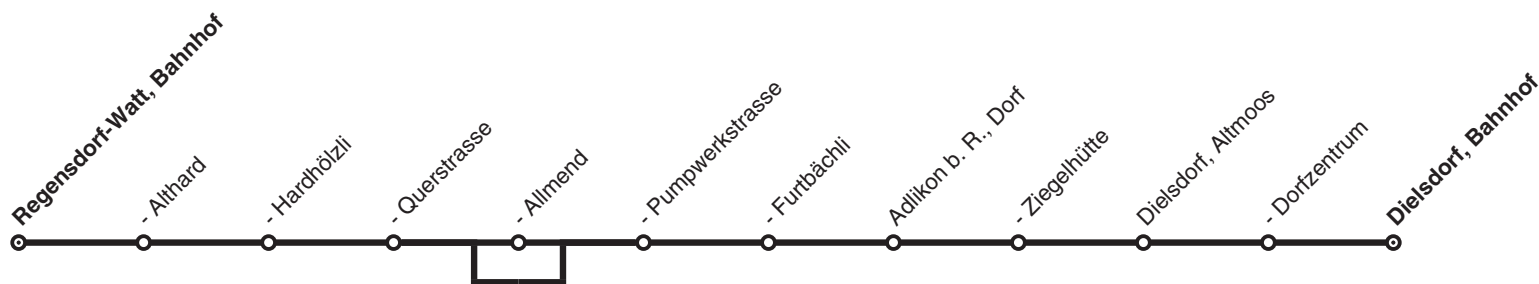 Regensdorf-Watt, Bahnhof
- Althard
- Hardhölzli
- Querstrasse
- Allmend
- Pumpwerkstrasse
- Furtbächli
Adlikon b. R., Dorf
- Ziegelhütte
Dielsdorf, Altmoos
- Dorfzentrum
Dielsdorf, Bahnhof